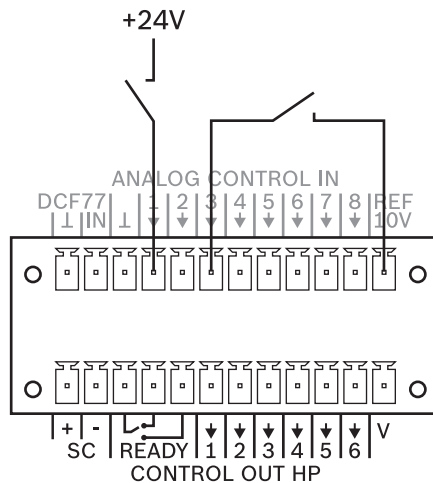 +24V
ANALOG CONTROL IN
DCF77 1 2 3 4 5 6 7 8 REF
⊥ IN ⊥ 10V
+ - V
SC READY 1 2 3 4 5 6
CONTROL OUT HP